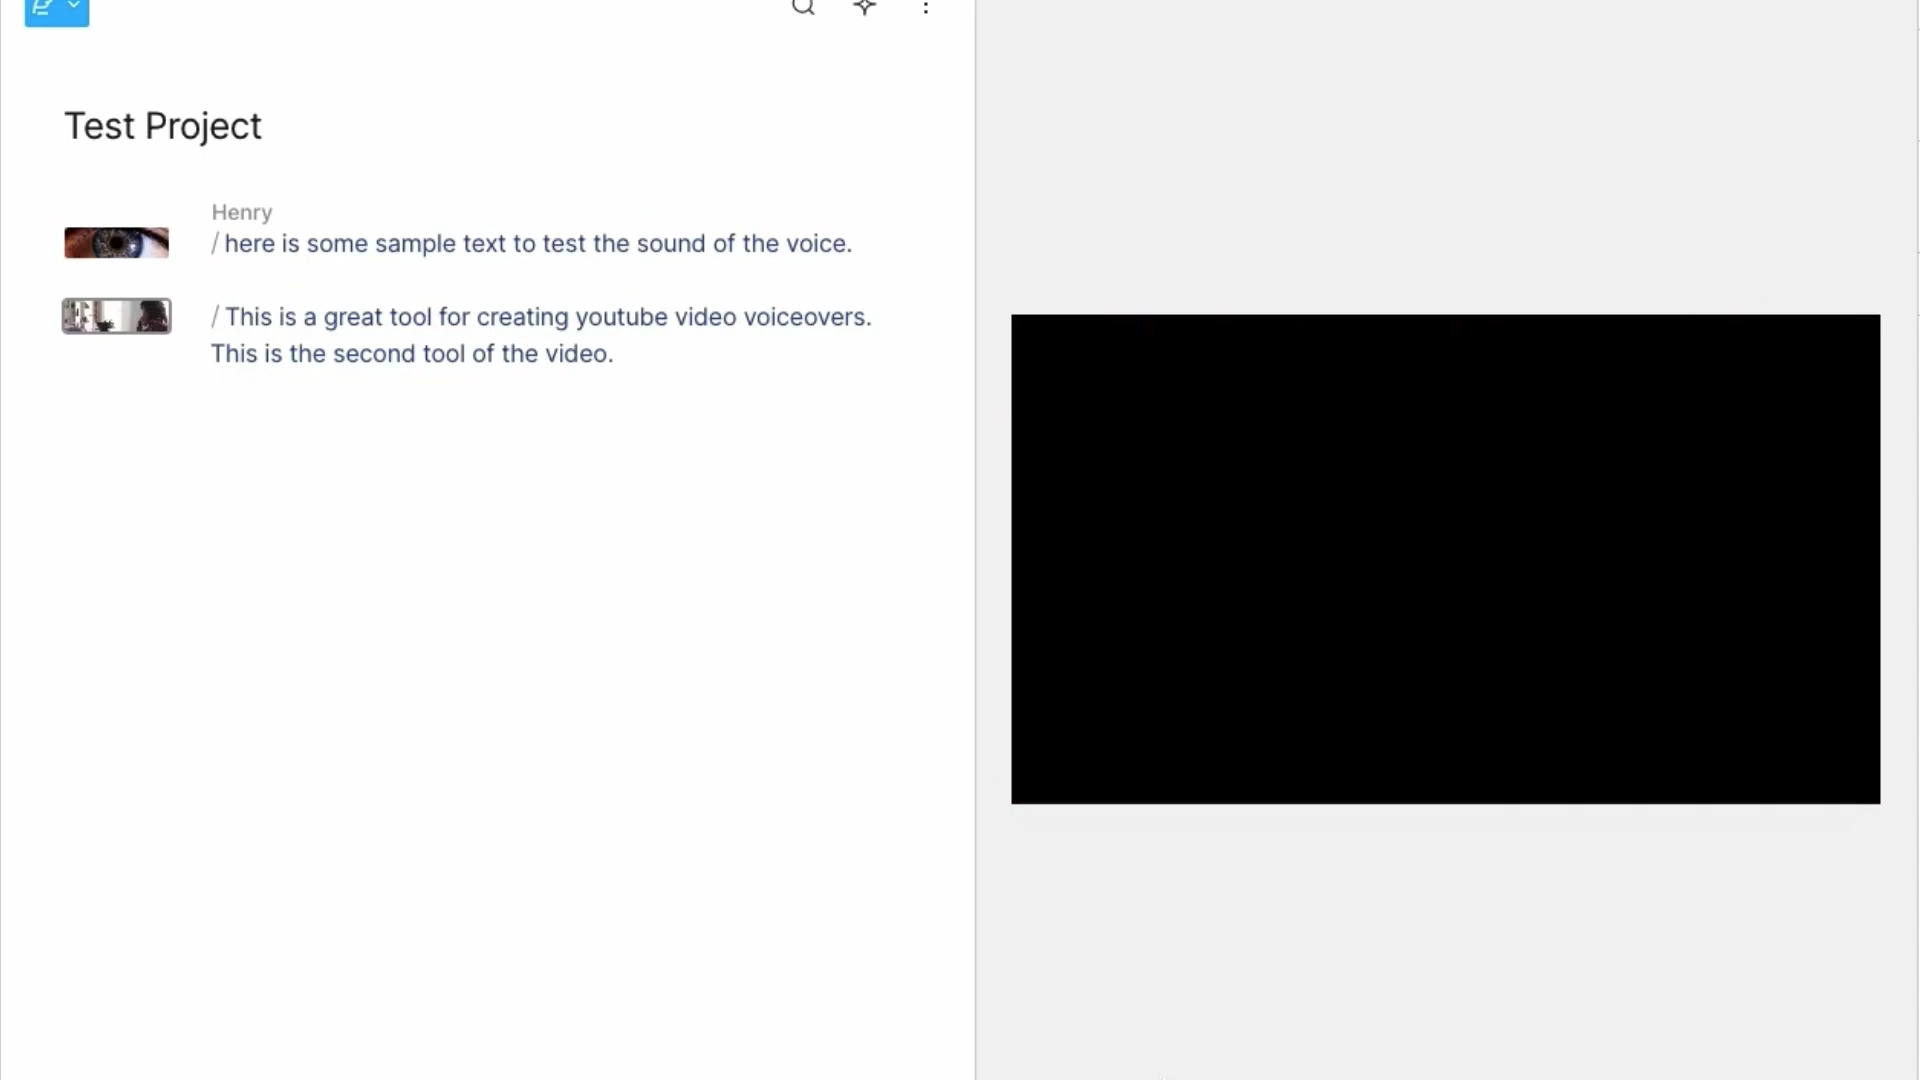 Test Project
Henry
/ here is some sample text to test the sound of the voice.
/ This is a great tool for creating youtube video voiceovers.
This is the second tool of the video.